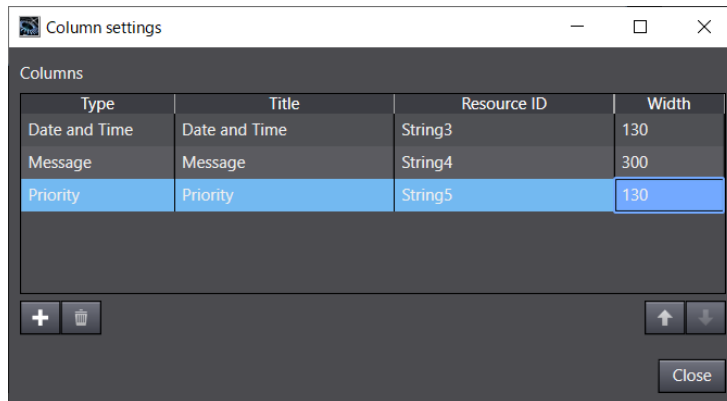 Column settings
Columns
Type Title Resource ID Width
Date and Time Date and Time String3 130
Message Message String4 300
Priority Priority String5 130
Close